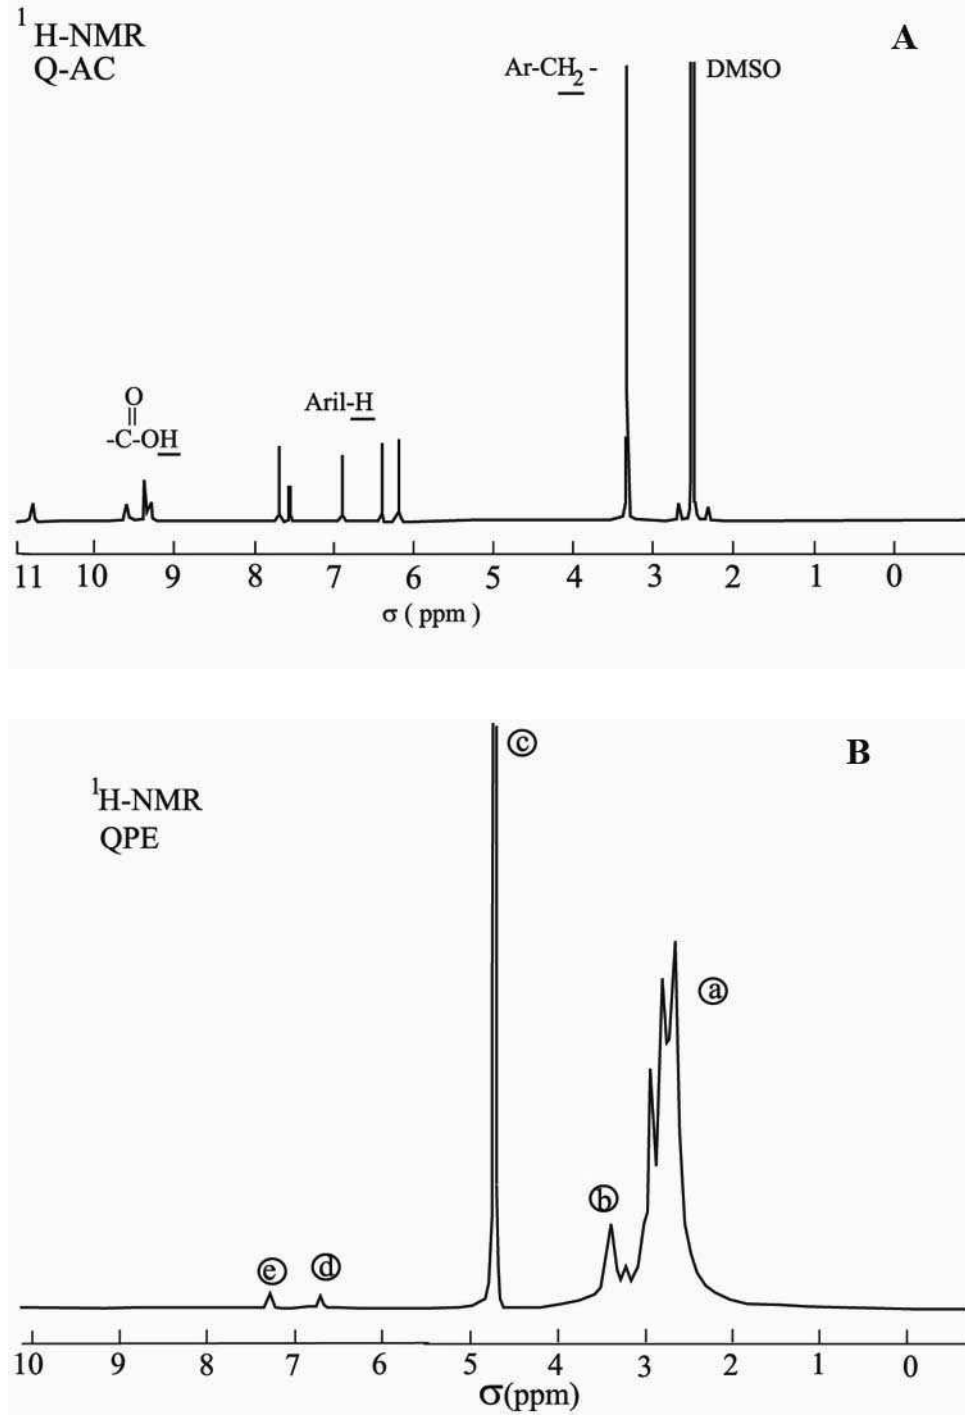 1
H-NMR
Q-AC
A
Ar-CH2 -
DMSO
O
-C-OH
Aril-H
11 10 9 8 7 6 5 4 3 2 1 0
σ ( ppm )
B
1H-NMR
QPE
c
a
b
e
d
10 9 8 7 6 5 4 3 2 1 0
σ(ppm)